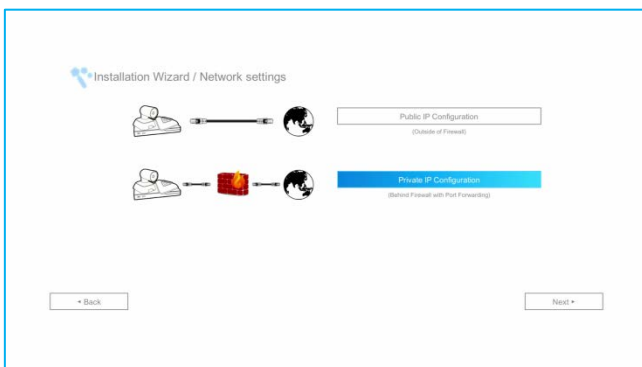 Installation Wizard / Network settings
Public IP Configuration
(Outside of Firewall)
Private IP Configuration
(Behind Firewall with Port Forwarding)
◂ Back
Next ▸